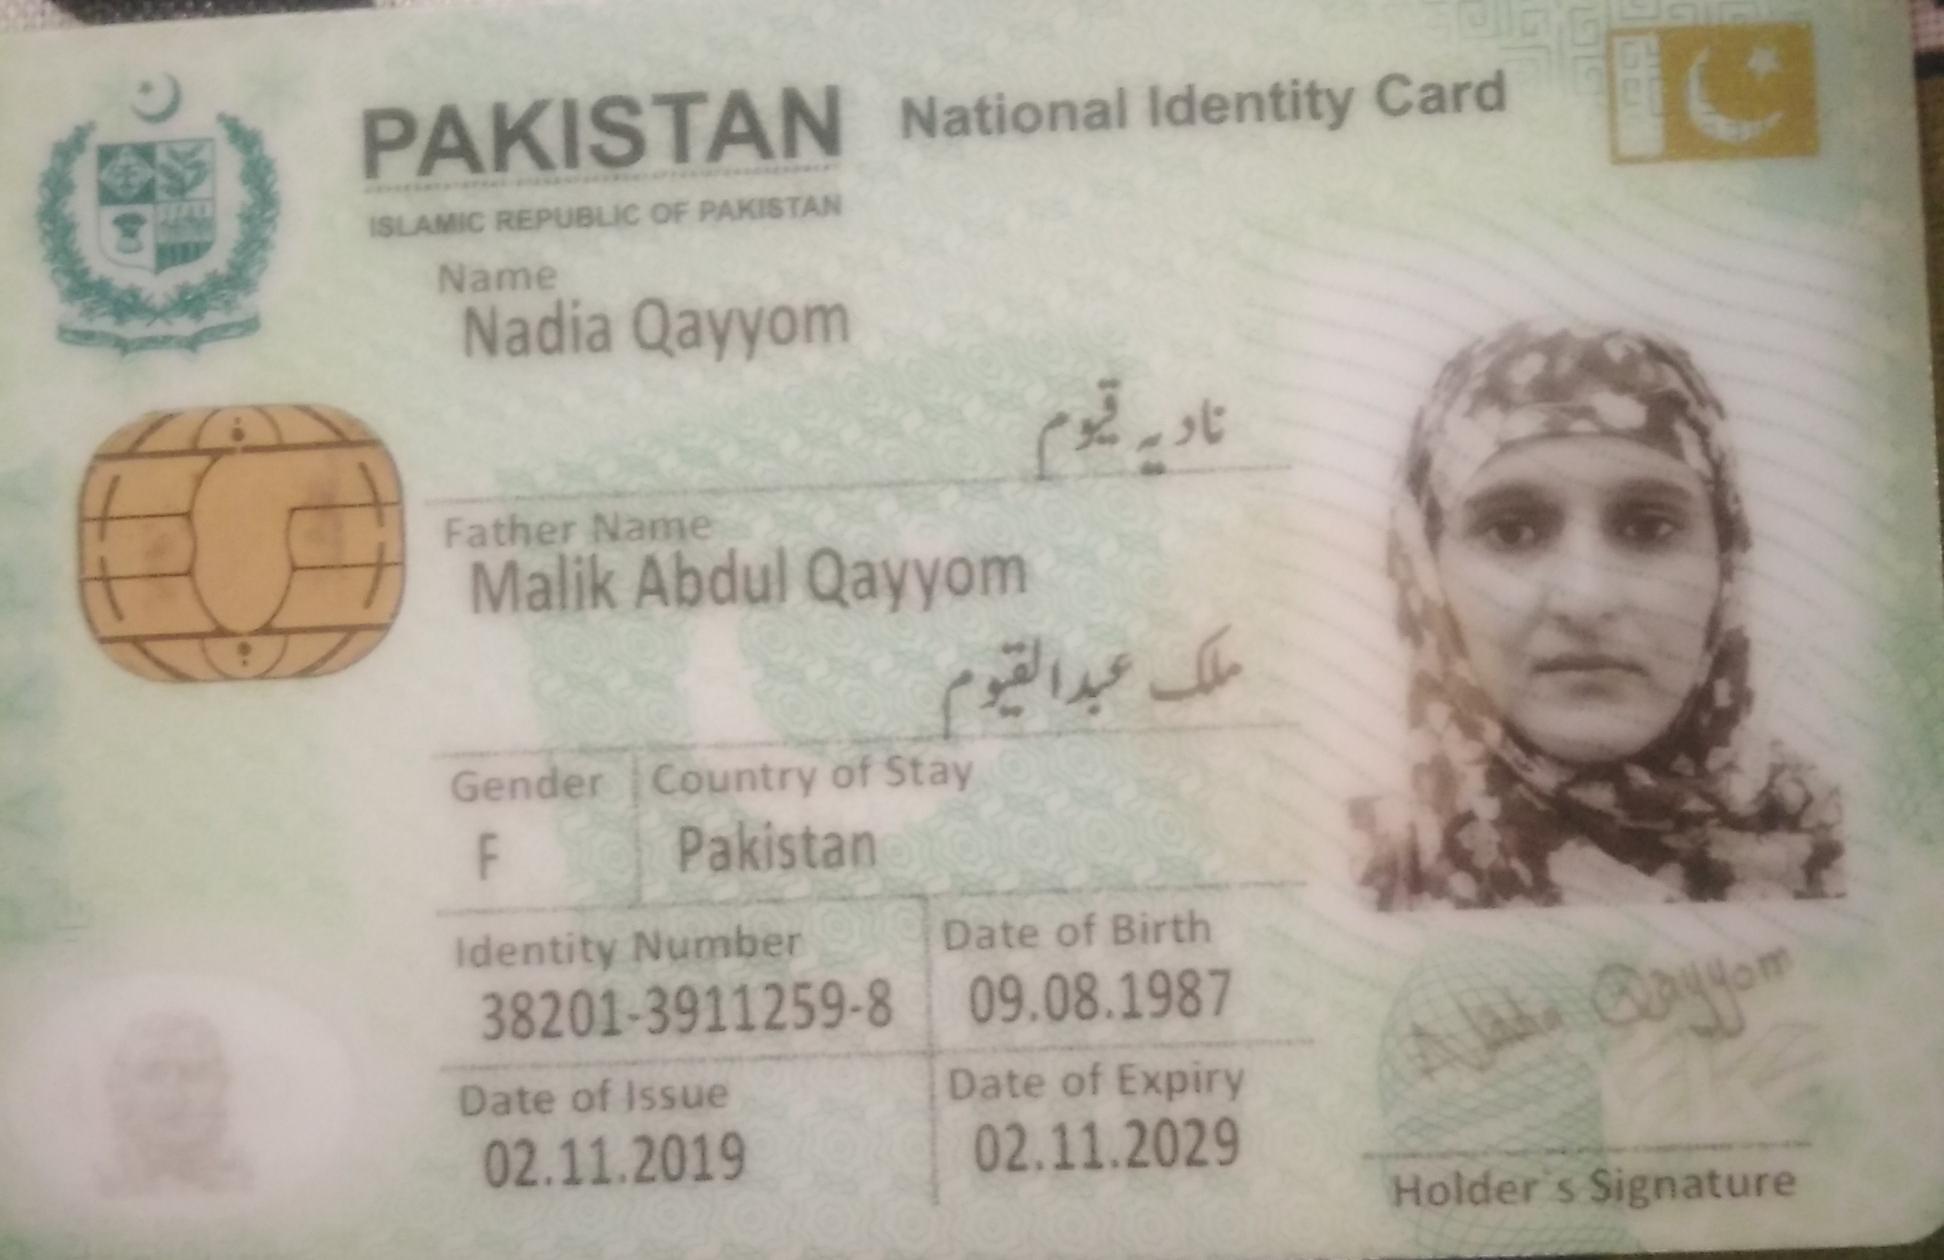 PAKISTAN National Identity Card
ISLAMIC REPUBLIC OF PAKISTAN
Name
Nadia Qayyom
نادیہ قیوم
Father Name
Malik Abdul Qayyom
ملک عبدالقیوم
Gender Country of Stay
F Pakistan
Identity Number Date of Birth
38201-3911259-8 09.08.1987
Date of Issue Date of Expiry
02.11.2019 02.11.2029
Qayyom
Holder's Signature